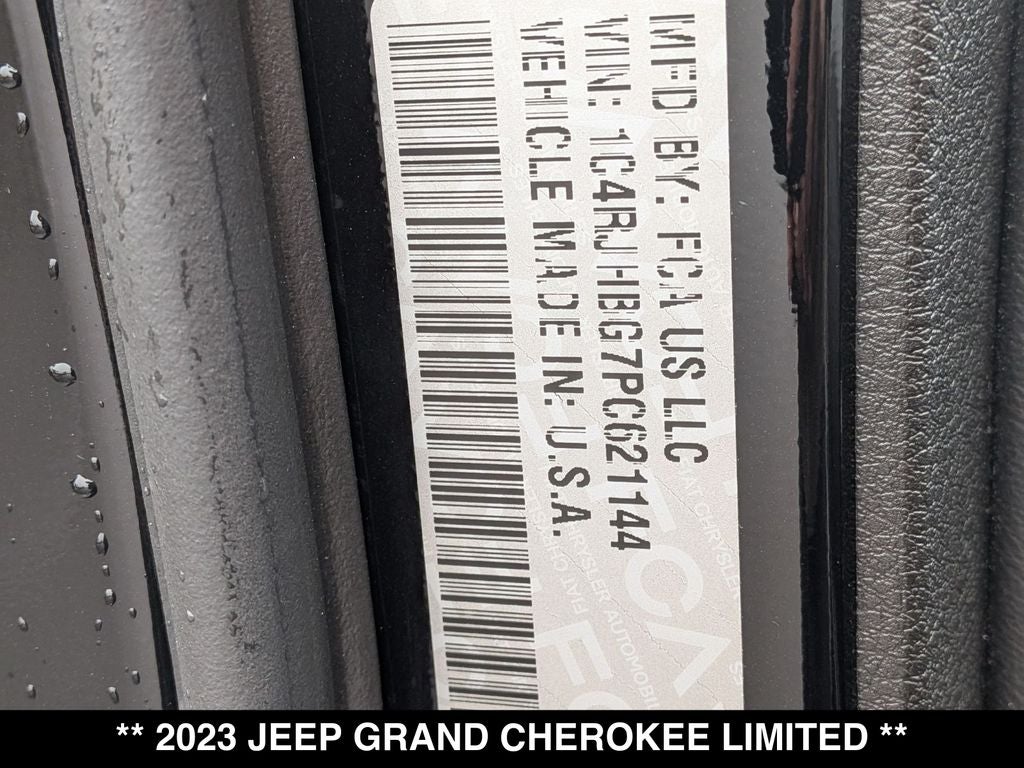 MFD BY: FCA US LLC
VIN: 1C4RJHBG7PC621144
VEHICLE MADE IN: U.S.A.
** 2023 JEEP GRAND CHEROKEE LIMITED **